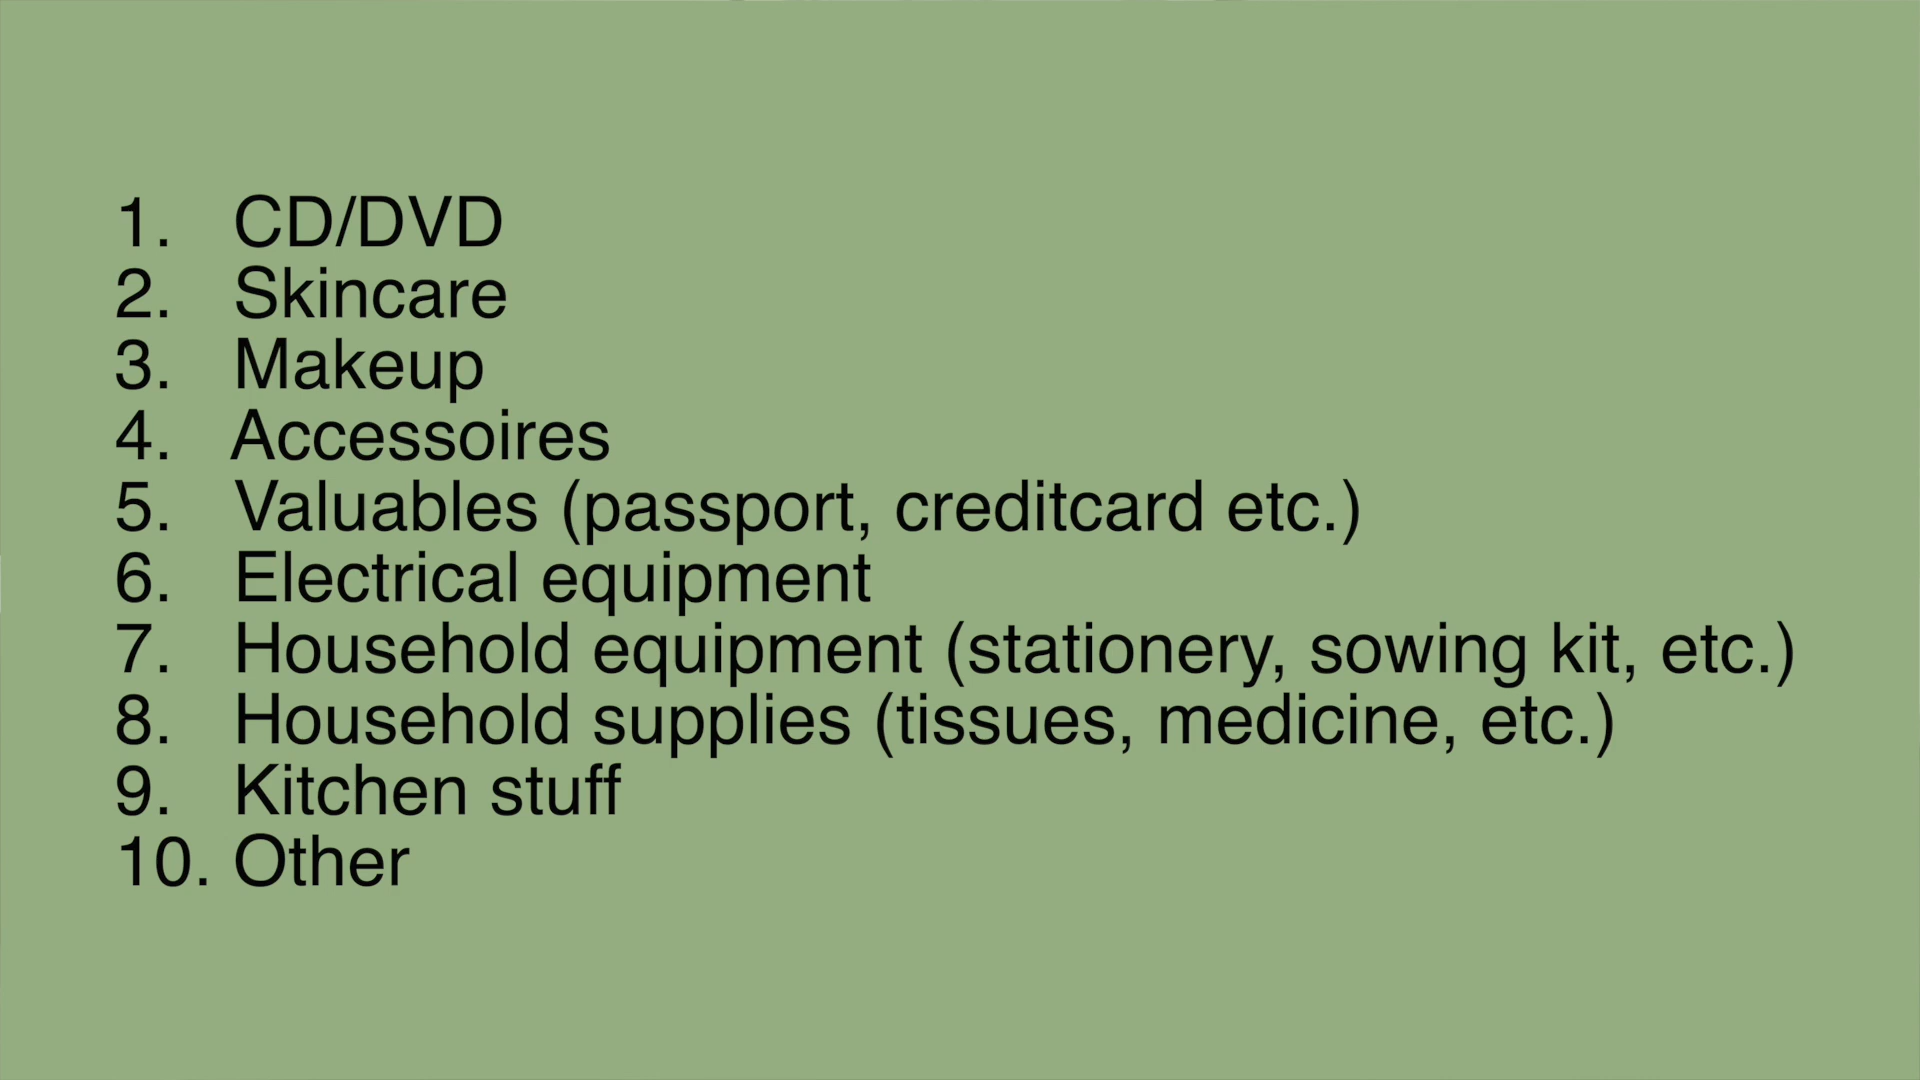 1. CD/DVD
2. Skincare
3. Makeup
4. Accessoires
5. Valuables (passport, creditcard etc.)
6. Electrical equipment
7. Household equipment (stationery, sowing kit, etc.)
8. Household supplies (tissues, medicine, etc.)
9. Kitchen stuff
10. Other